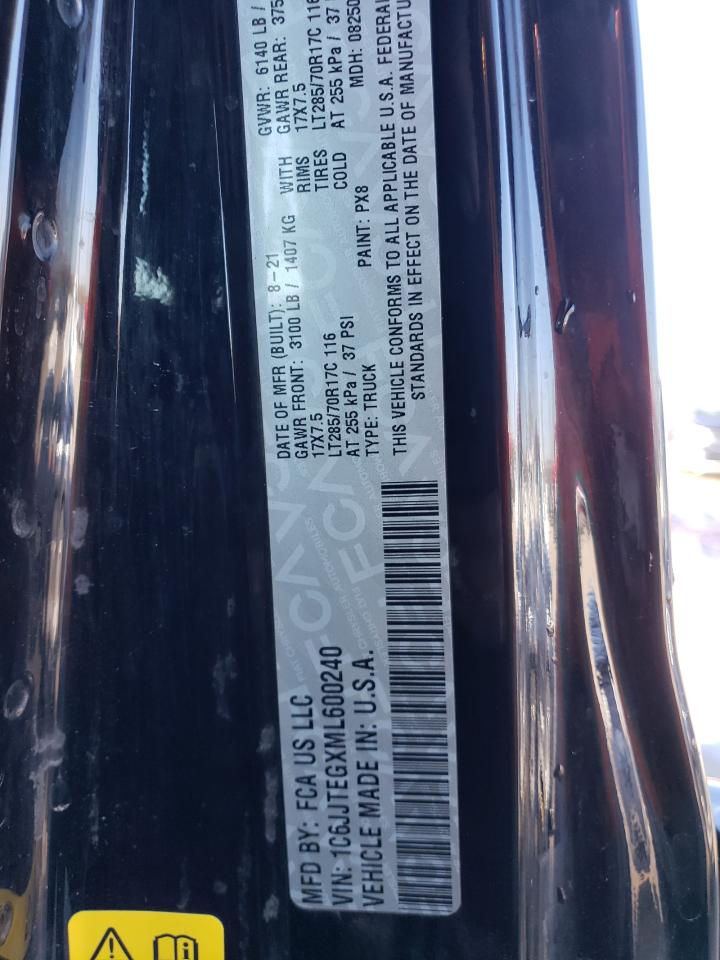 MFD BY: FCA US LLC
VIN: 1C6JJTEGXML600240
VEHICLE MADE IN: U.S.A.
DATE OF MFR (BUILT): 8-21 GVWR: 6140 LB /
GAWR FRONT: 3100 LB / 1407 KG WITH GAWR REAR: 375
17X7.5 RIMS 17X7.5
LT285/70R17C 116 TIRES LT285/70R17C 116
AT 255 kPa / 37 PSI COLD AT 255 kPa / 37
TYPE: TRUCK PAINT: PX8 MDH: 08250
THIS VEHICLE CONFORMS TO ALL APPLICABLE U.S.A. FEDERAL
STANDARDS IN EFFECT ON THE DATE OF MANUFACTU